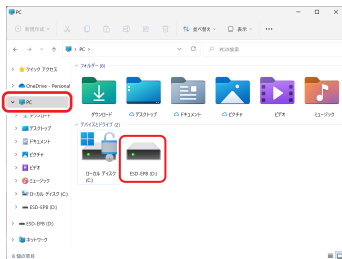 PC
新規作成
並べ替え
表示
PC
PCの検索
クイック アクセス
OneDrive - Personal
PC
ダウンロード
デスクトップ
ドキュメント
ピクチャ
ビデオ
ミュージック
ローカル ディスク (C:)
ESD-EPB (D:)
ESD-EPB (D:)
ネットワーク
フォルダー (6)
ダウンロード
デスクトップ
ドキュメント
ピクチャ
ビデオ
ミュージック
デバイスとドライブ (2)
ローカル ディスク
(C:)
ESD-EPB (D:)
8 個の項目